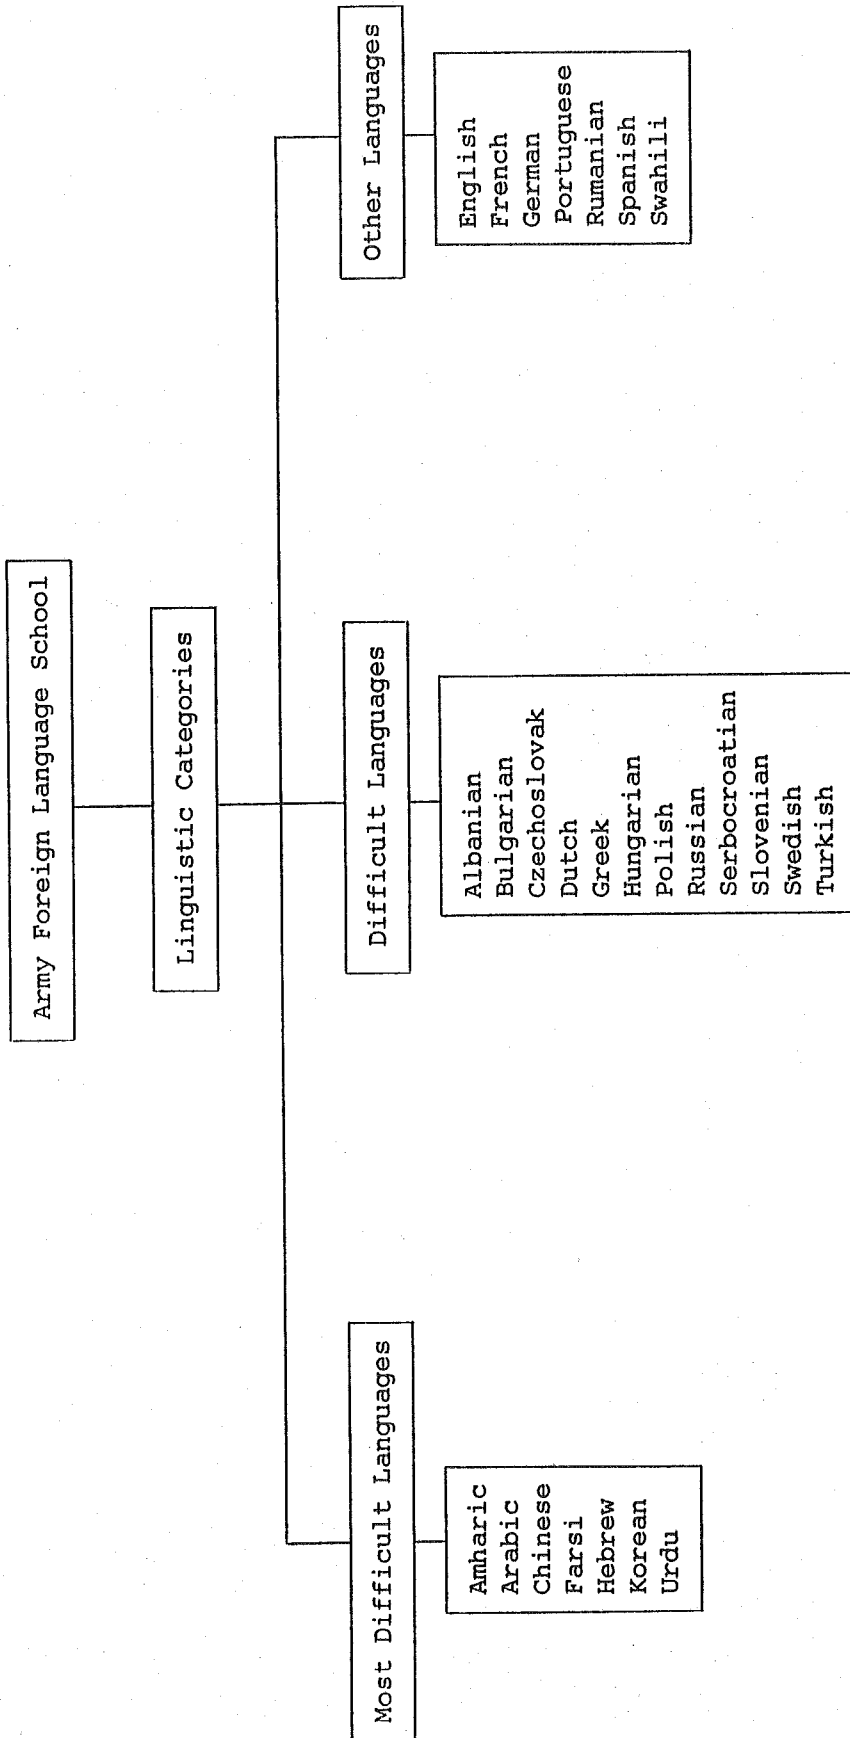 Army Foreign Language School
Linguistic Categories
Most Difficult Languages
Amharic
Arabic
Chinese
Farsi
Hebrew
Korean
Urdu
Difficult Languages
Albanian
Bulgarian
Czechoslovak
Dutch
Greek
Hungarian
Polish
Russian
Serbocroatian
Slovenian
Swedish
Turkish
Other Languages
English
French
German
Portuguese
Rumanian
Spanish
Swahili